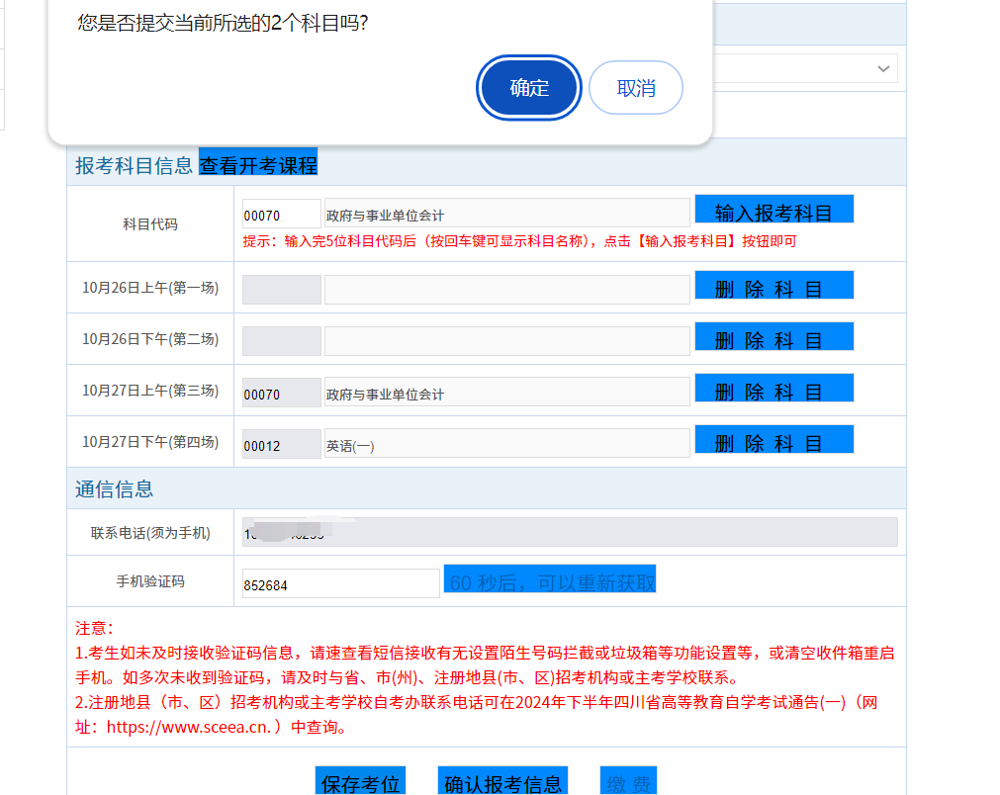 您是否提交当前所选的2个科目吗?
确定 取消
报考科目信息 查看开考课程
科目代码 00070 政府与事业单位会计 输入报考科目
提示：输入完5位科目代码后（按回车键可显示科目名称），点击【输入报考科目】按钮即可
10月26日上午(第一场) 删 除 科 目
10月26日下午(第二场) 删 除 科 目
10月27日上午(第三场) 00070 政府与事业单位会计 删 除 科 目
10月27日下午(第四场) 00012 英语(一) 删 除 科 目
通信信息
联系电话(须为手机)
手机验证码 852684 60 秒后，可以重新获取
注意：
1.考生如未及时接收验证码信息，请速查看短信接收有无设置陌生号码拦截或垃圾箱等功能设置等，或清空收件箱重启
手机。如多次未收到验证码，请及时与省、市(州)、注册地县(市、区)招考机构或主考学校联系。
2.注册地县（市、区）招考机构或主考学校自考办联系电话可在2024年下半年四川省高等教育自学考试通告(一)（网
址：https://www.sceea.cn. ）中查询。
保存考位 确认报考信息 缴 费